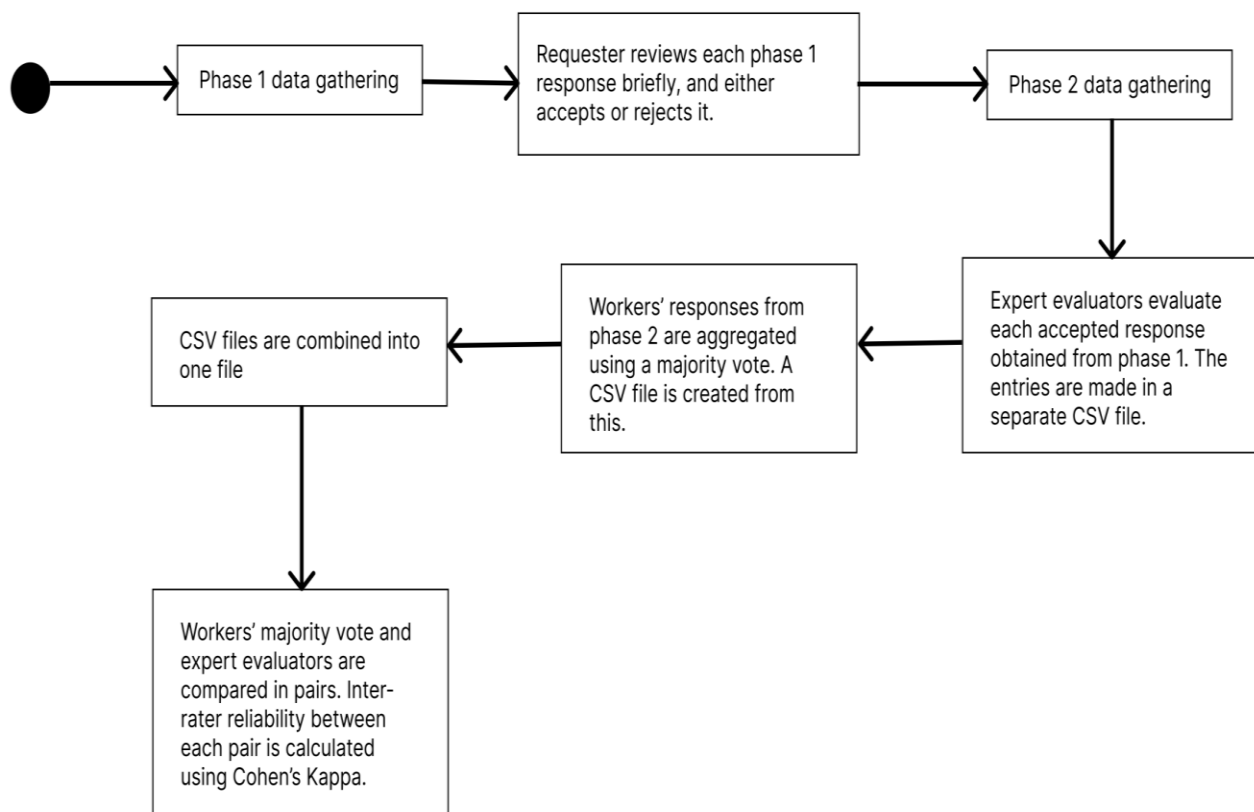 Phase 1 data gathering
Requester reviews each phase 1
response briefly, and either
accepts or rejects it.
Phase 2 data gathering
Expert evaluators evaluate
each accepted response
obtained from phase 1. The
entries are made in a
separate CSV file.
Workers’ responses from
phase 2 are aggregated
using a majority vote. A
CSV file is created from
this.
CSV files are combined into
one file
Workers’ majority vote and
expert evaluators are
compared in pairs. Inter-
rater reliability between
each pair is calculated
using Cohen’s Kappa.